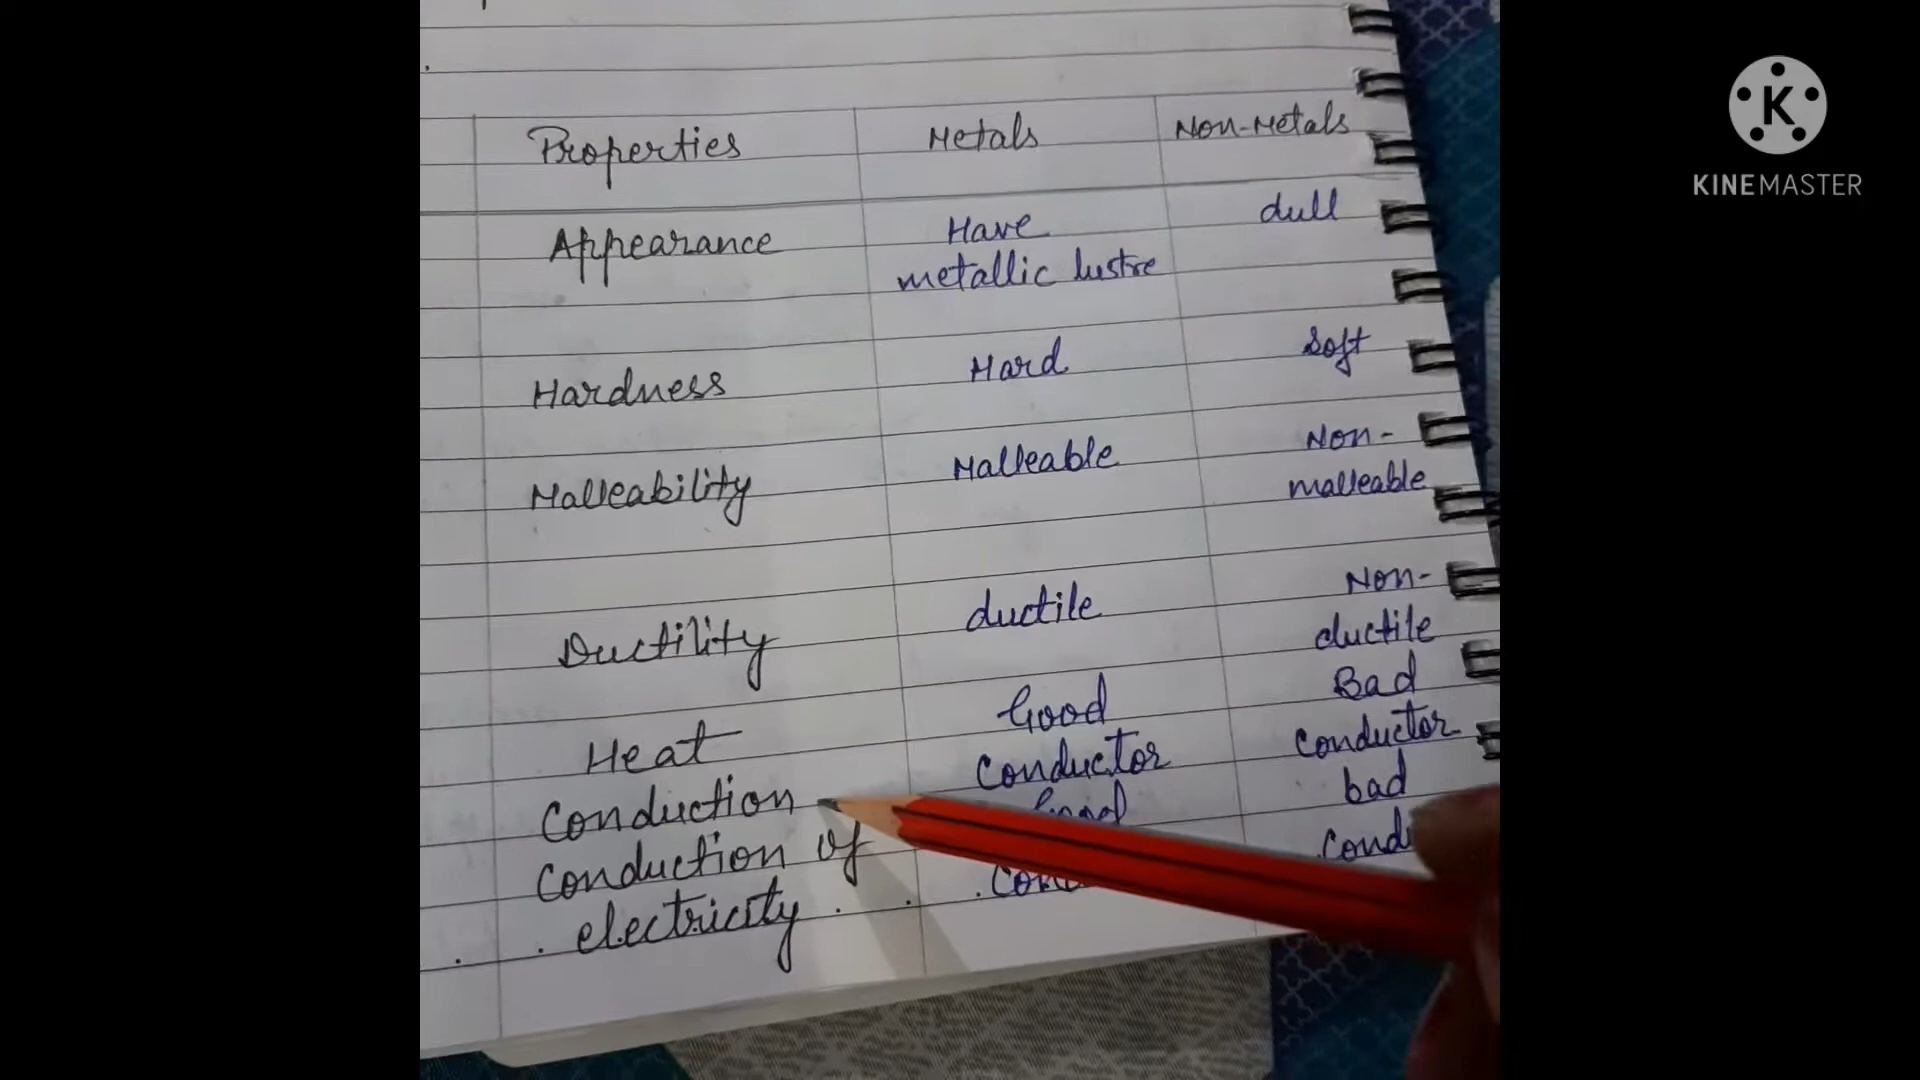 Properties Metals Non-Metals
Appearance Have dull
metallic lustre
Hardness Hard Soft
Malleability Malleable Non-
malleable
Ductility ductile Non-
ductile
Heat Good Bad
Conduction Conductor Conductor
Conduction of bad
electricity
K
KINEMASTER